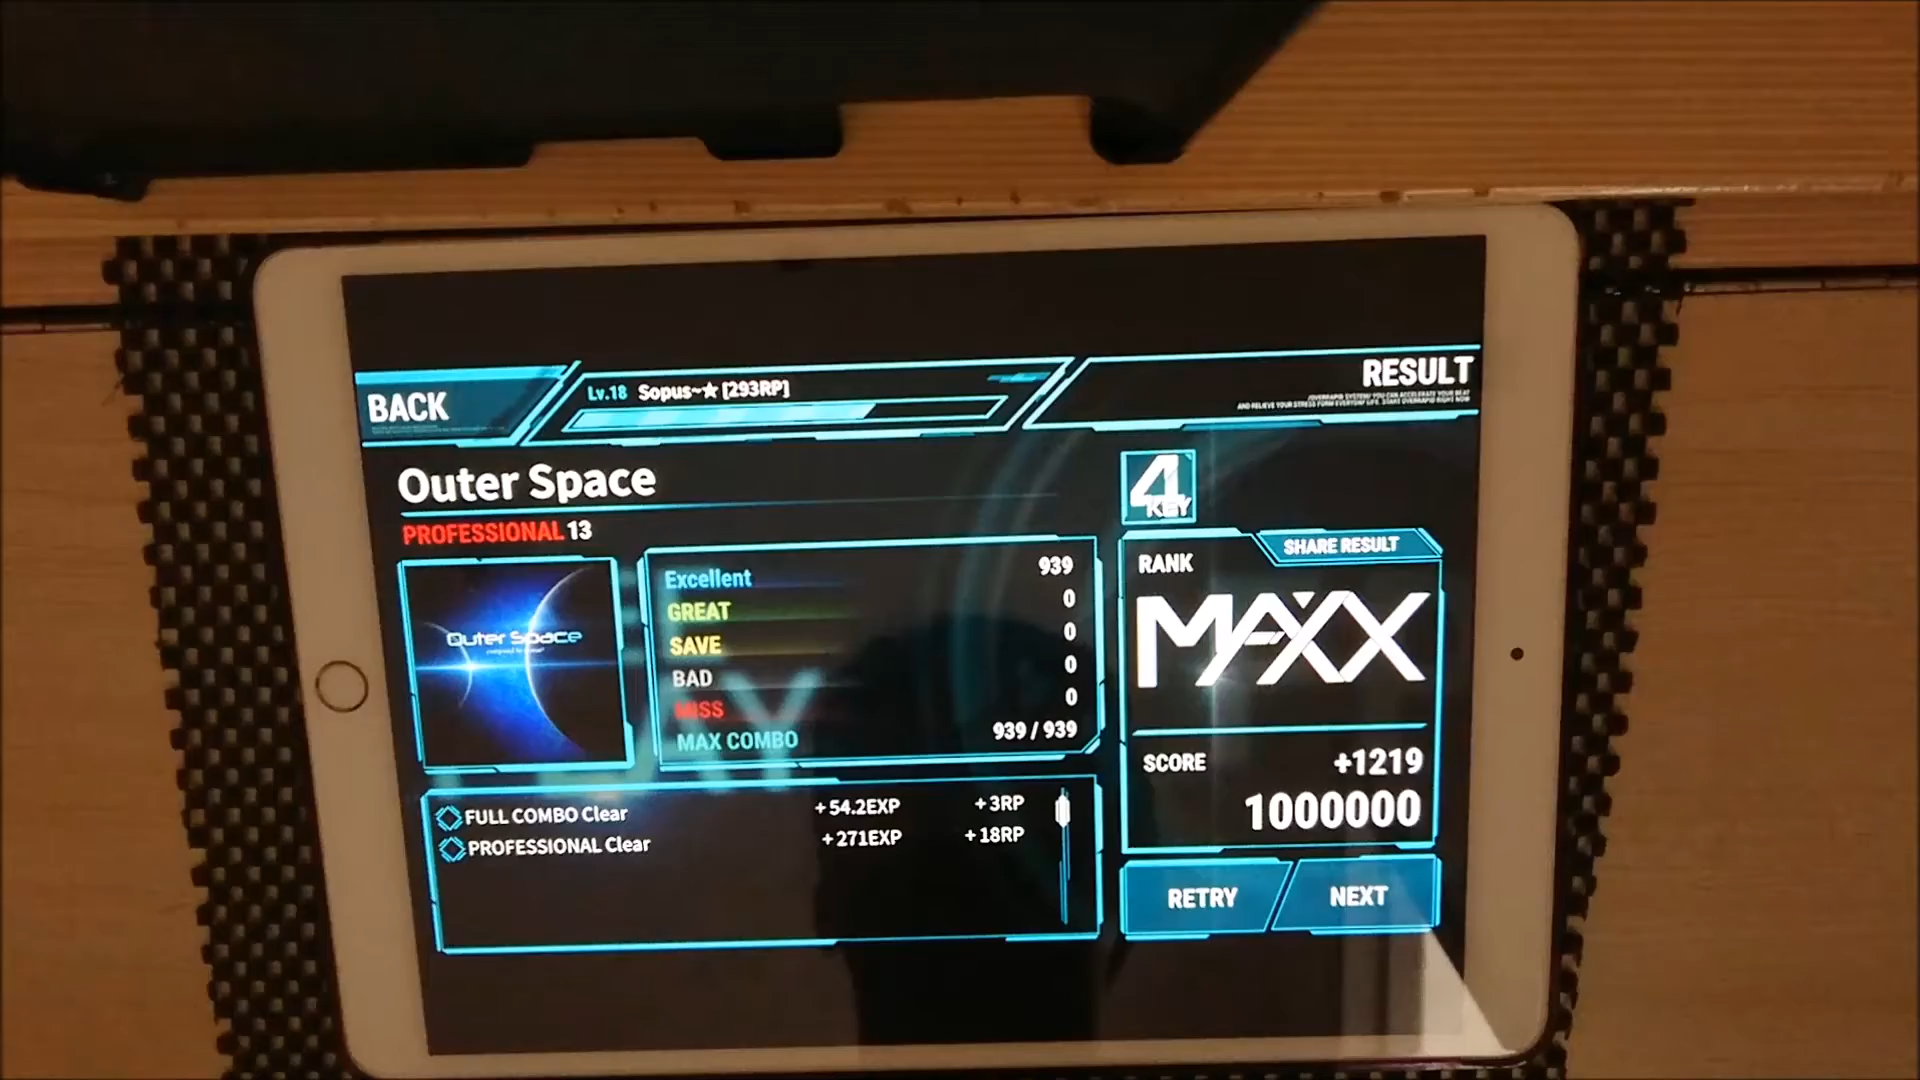 BACK
Lv.18 Sopus~★ [293RP]
RESULT
Outer Space
PROFESSIONAL 13
4
KEY
Outer Space
Excellent 939
GREAT 0
SAVE 0
BAD 0
MISS 0
MAX COMBO 939 / 939
SHARE RESULT
RANK
MAXX
SCORE +1219
1000000
FULL COMBO Clear +54.2EXP +3RP
PROFESSIONAL Clear +271EXP +18RP
RETRY
NEXT